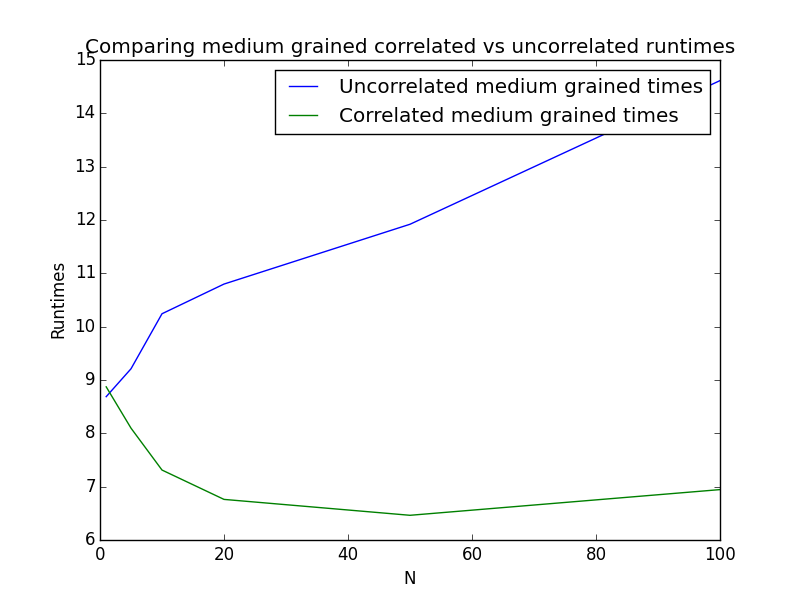 Comparing medium grained correlated vs uncorrelated runtimes
Uncorrelated medium grained times
Correlated medium grained times
15
14
13
12
11
10
9
8
7
6
Runtimes
0 20 40 60 80 100
N